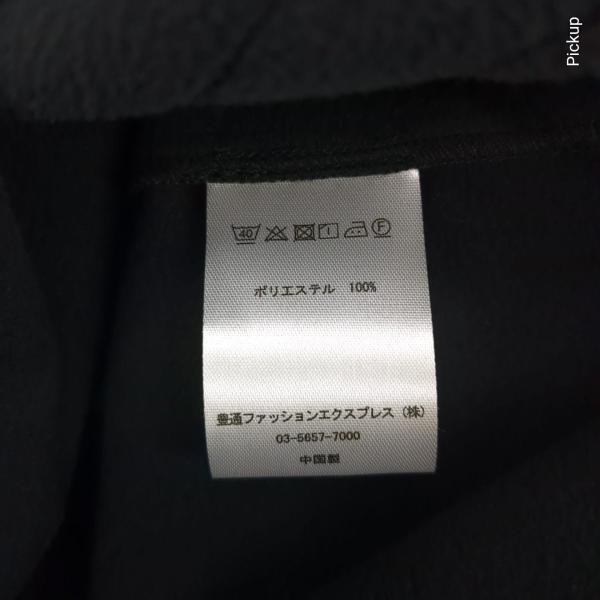 Pickup
40
ポリエステル 100%
豊通ファッションエクスプレス(株)
03-5657-7000
中国製